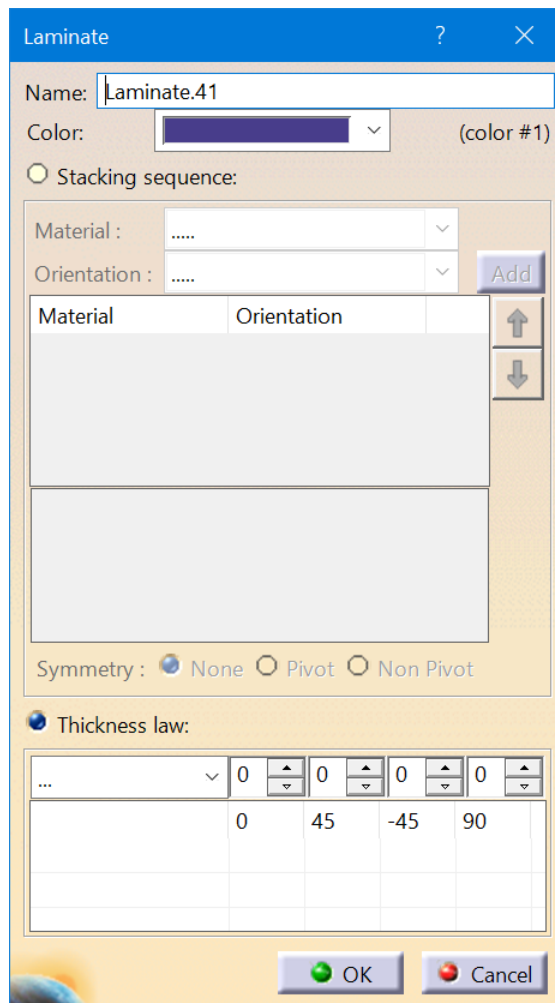 Laminate ?
Name: Laminate.41
Color: (color #1)
Stacking sequence:
Material : .....
Orientation : ..... Add
Material Orientation
Symmetry : None Pivot Non Pivot
Thickness law:
... 0 0 0 0
0 45 -45 90
OK Cancel